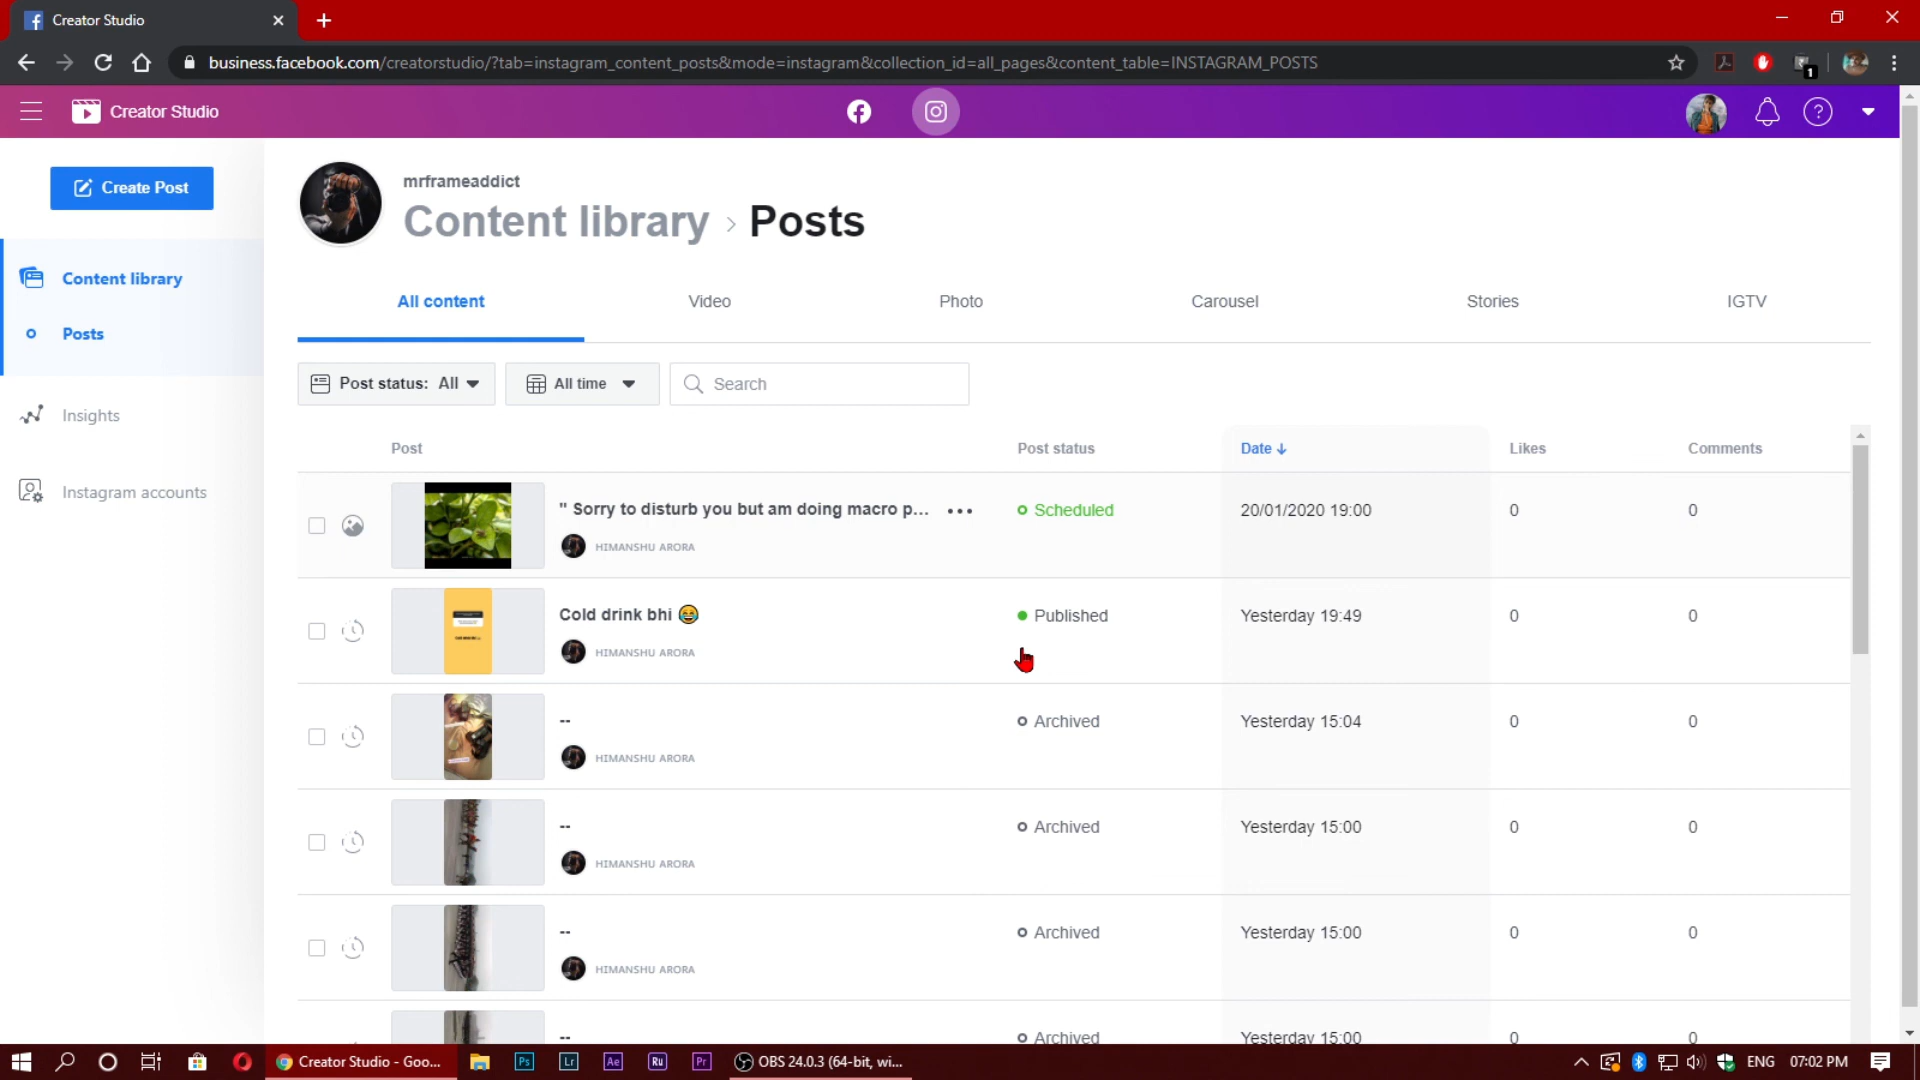 Creator Studio
business.facebook.com/creatorstudio/?tab=instagram_content_posts&mode=instagram&collection_id=all_pages&content_table=INSTAGRAM_POSTS
1
Creator Studio
?
Create Post
mrframeaddict
Content library > Posts
Content library
Posts
Insights
Instagram accounts
All content Video Photo Carousel Stories IGTV
Post status: All All time Search
Post Post status Date ↓ Likes Comments
" Sorry to disturb you but am doing macro p... ••• Scheduled 20/01/2020 19:00 0 0
HIMANSHU ARORA
Cold drink bhi 😂 Published Yesterday 19:49 0 0
HIMANSHU ARORA
-- Archived Yesterday 15:04 0 0
HIMANSHU ARORA
-- Archived Yesterday 15:00 0 0
HIMANSHU ARORA
-- Archived Yesterday 15:00 0 0
HIMANSHU ARORA
-- Archived Yesterday 15:00 0 0
Creator Studio - Goo... Ps Lr Ae Ru Pr OBS 24.0.3 (64-bit, wi... ENG 07:02 PM